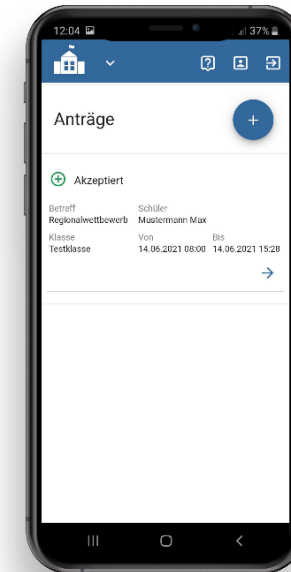 12:04 37%
Anträge
+
Akzeptiert
Betreff Schüler
Regionalwettbewerb Mustermann Max
Klasse Von Bis
Testklasse 14.06.2021 08:00 14.06.2021 15:28